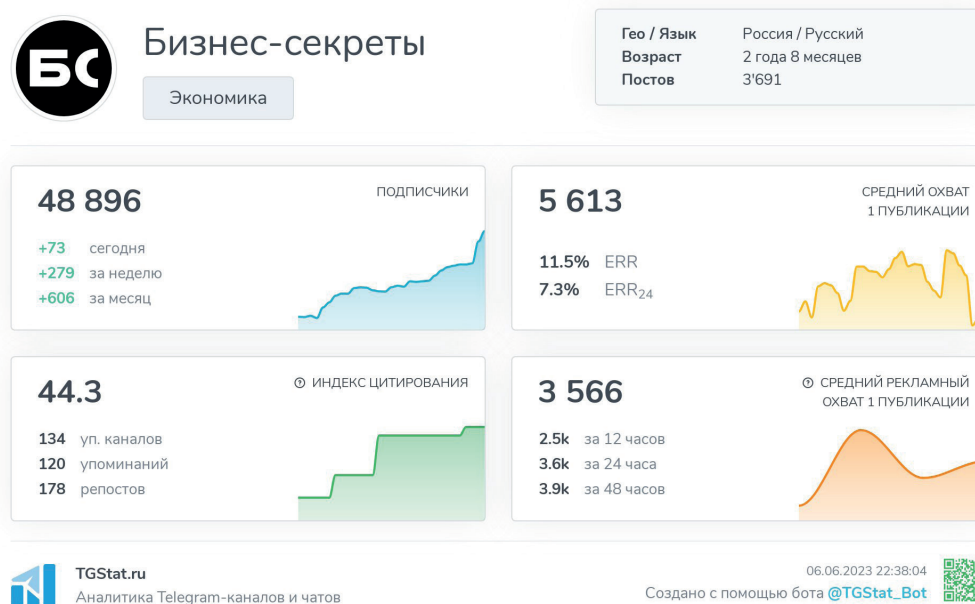 БС
Бизнес-секреты
Экономика
Гео / Язык Россия / Русский
Возраст 2 года 8 месяцев
Постов 3'691
48 896 ПОДПИСЧИКИ
+73 сегодня
+279 за неделю
+606 за месяц
5 613 СРЕДНИЙ ОХВАТ
1 ПУБЛИКАЦИИ
11.5% ERR
7.3% ERR24
44.3 ИНДЕКС ЦИТИРОВАНИЯ
134 уп. каналов
120 упоминаний
178 репостов
3 566 СРЕДНИЙ РЕКЛАМНЫЙ
ОХВАТ 1 ПУБЛИКАЦИИ
2.5k за 12 часов
3.6k за 24 часа
3.9k за 48 часов
TGStat.ru
Аналитика Telegram-каналов и чатов
06.06.2023 22:38:04
Создано с помощью бота @TGStat_Bot